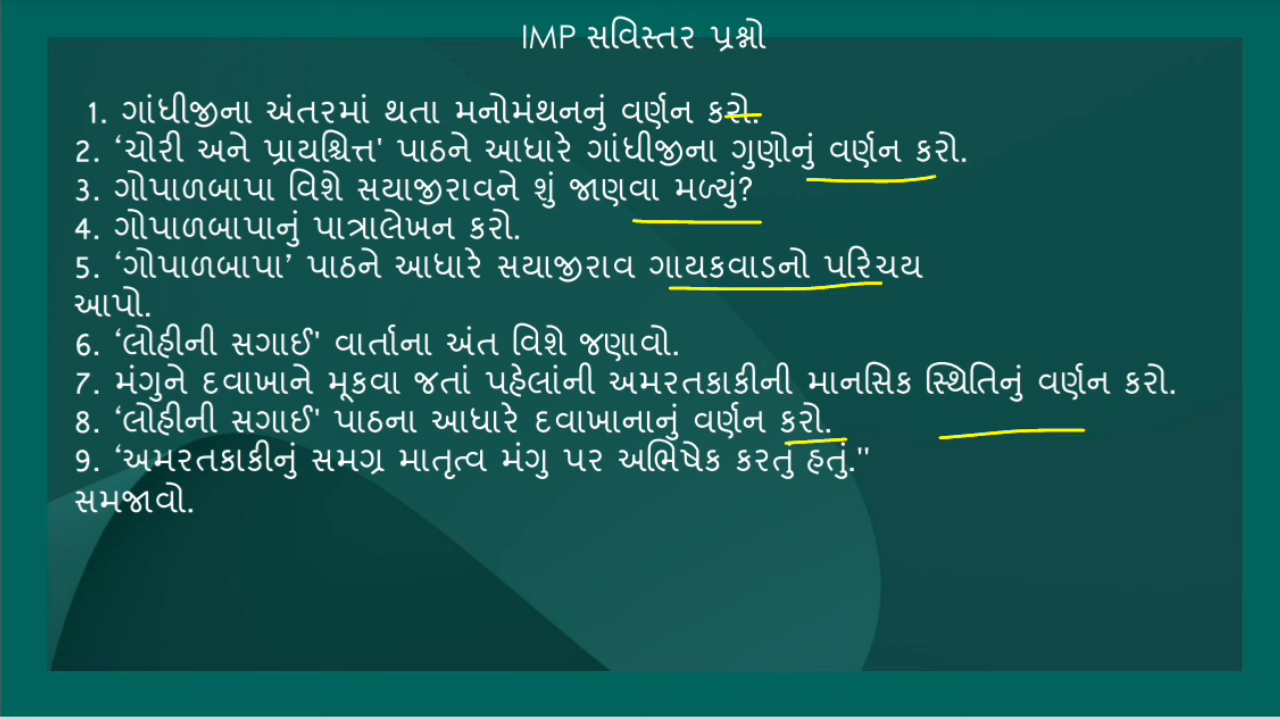 IMP સવિસ્તર પ્રશ્નો
1. ગાંધીજીના અંતરમાં થતા મનોમંથનનું વર્ણન કરો.
2. ‘ચોરી અને પ્રાયશ્ચિત્ત' પાઠને આધારે ગાંધીજીના ગુણોનું વર્ણન કરો.
3. ગોપાળબાપા વિશે સયાજીરાવને શું જાણવા મળ્યું?
4. ગોપાળબાપાનું પાત્રાલેખન કરો.
5. ‘ગોપાળબાપા’ પાઠને આધારે સયાજીરાવ ગાયકવાડનો પરિચય
આપો.
6. ‘લોહીની સગાઈ' વાર્તાના અંત વિશે જણાવો.
7. મંગુને દવાખાને મૂકવા જતાં પહેલાંની અમરતકાકીની માનસિક સ્થિતિનું વર્ણન કરો.
8. ‘લોહીની સગાઈ' પાઠના આધારે દવાખાનાનું વર્ણન કરો.
9. ‘અમરતકાકીનું સમગ્ર માતૃત્વ મંગુ પર અભિષેક કરતું હતું."
સમજાવો.